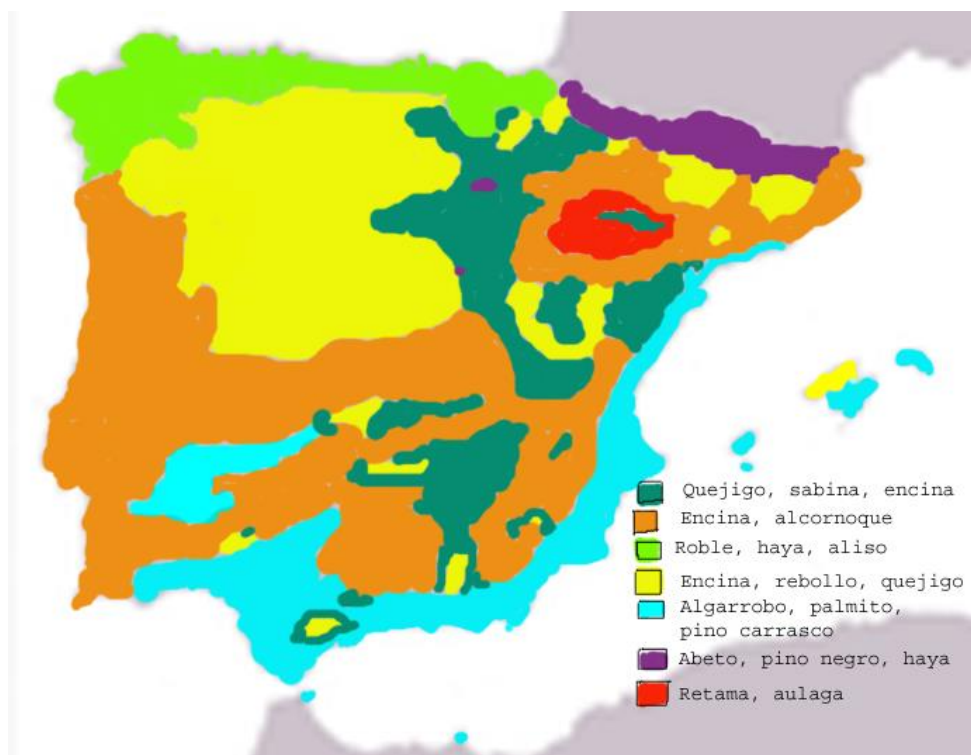 Quejigo, sabina, encina
Encina, alcornoque
Roble, haya, aliso
Encina, rebollo, quejigo
Algarrobo, palmito,
pino carrasco
Abeto, pino negro, haya
Retama, aulaga